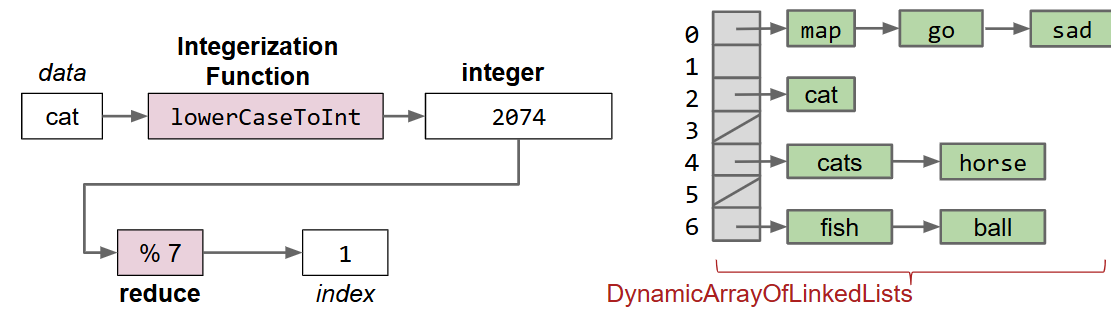 Integerization
Function
data
integer
cat
lowerCaseToInt
2074
% 7
1
reduce
index
0
map
go
sad
1
2
cat
3
4
cats
horse
5
6
fish
ball
DynamicArrayOfLinkedLists